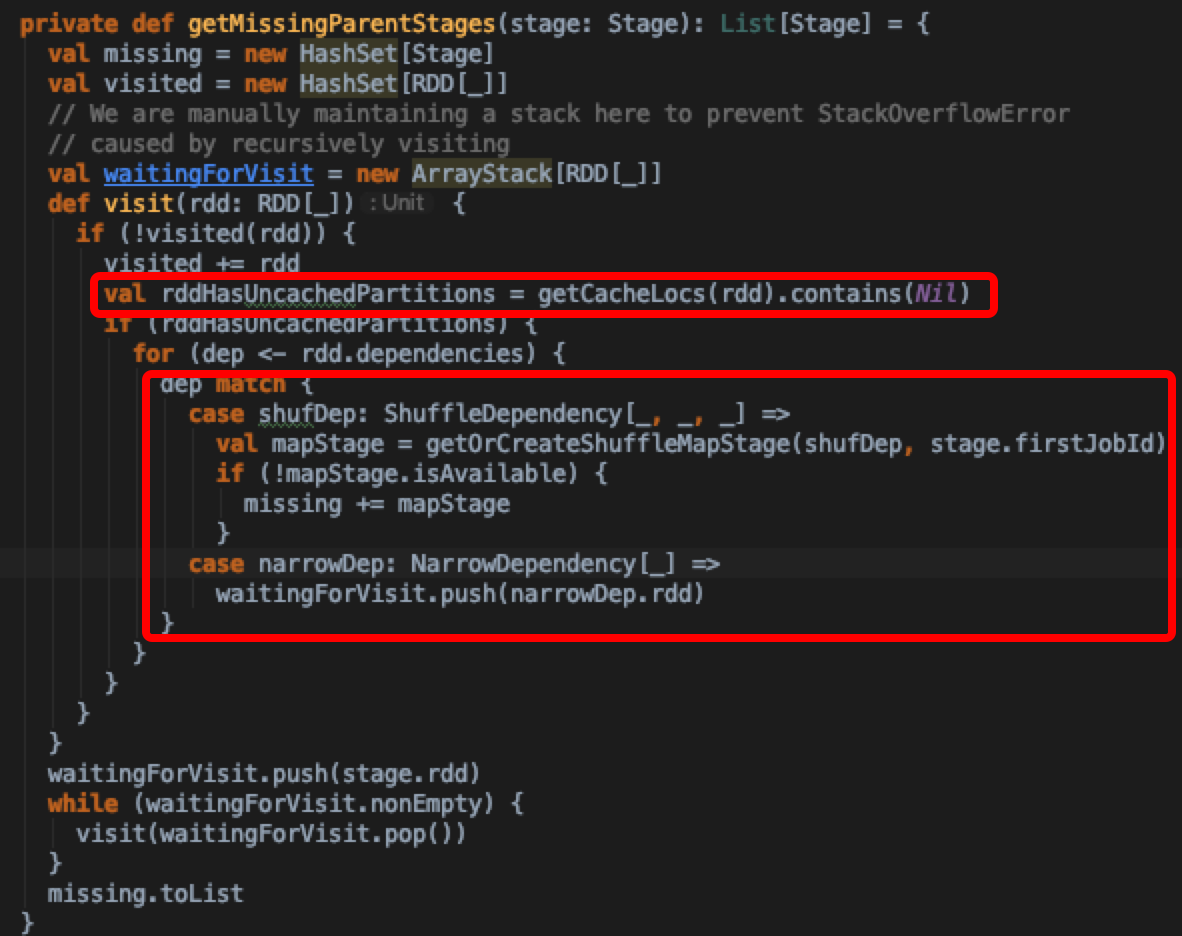 private def getMissingParentStages(stage: Stage): List[Stage] = {
val missing = new HashSet[Stage]
val visited = new HashSet[RDD[_]]
// We are manually maintaining a stack here to prevent StackOverflowError
// caused by recursively visiting
val waitingForVisit = new ArrayStack[RDD[_]]
def visit(rdd: RDD[_]) : Unit {
if (!visited(rdd)) {
visited += rdd
val rddHasUncachedPartitions = getCacheLocs(rdd).contains(Nil)
if (rddHasUncachedPartitions) {
for (dep <- rdd.dependencies) {
dep match {
case shufDep: ShuffleDependency[_, _, _] =>
val mapStage = getOrCreateShuffleMapStage(shufDep, stage.firstJobId)
if (!mapStage.isAvailable) {
missing += mapStage
}
case narrowDep: NarrowDependency[_] =>
waitingForVisit.push(narrowDep.rdd)
}
}
}
}
}
waitingForVisit.push(stage.rdd)
while (waitingForVisit.nonEmpty) {
visit(waitingForVisit.pop())
}
missing.toList
}